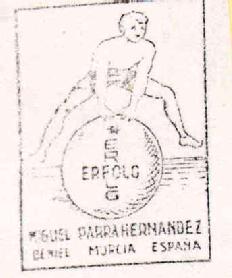 ERFOLG
ERFOLG
MIGUEL PARRA HERNANDEZ
BENIEL MURCIA ESPAÑA